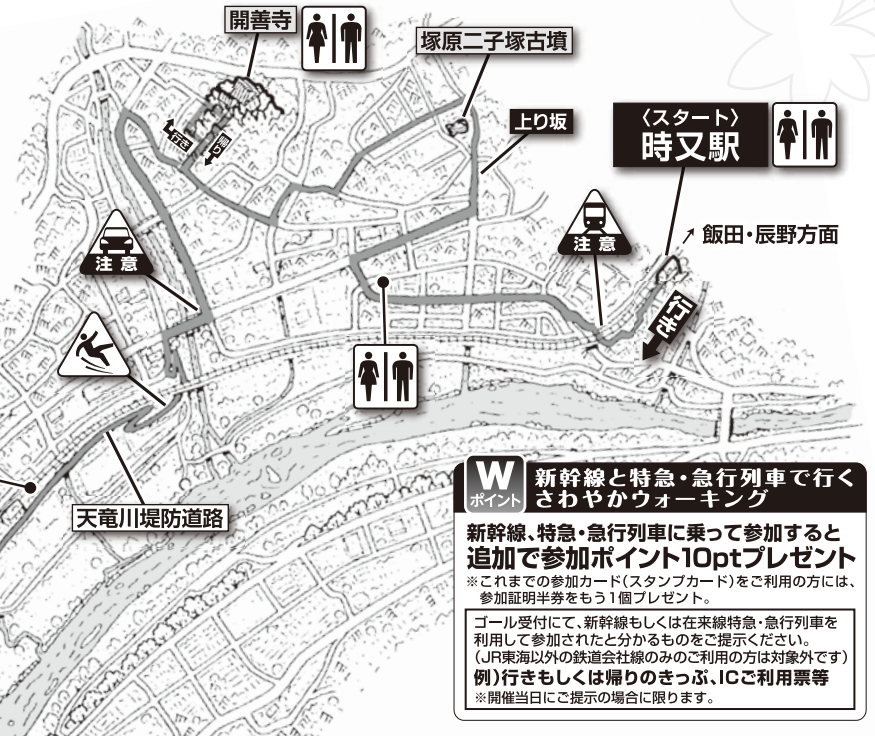 開善寺
塚原二子塚古墳
上り坂
〈スタート〉
時又駅
行き
帰り
注意
注意
飯田・辰野方面
行き
天竜川堤防道路
W
ポイント
新幹線と特急・急行列車で行く
さわやかウォーキング
新幹線、特急・急行列車に乗って参加すると
追加で参加ポイント10ptプレゼント
※これまでの参加カード(スタンプカード)をご利用の方には、
参加証明半券をもう1個プレゼント。
ゴール受付にて、新幹線もしくは在来線特急・急行列車を
利用して参加されたと分かるものをご提示ください。
(JR東海以外の鉄道会社線のみのご利用の方は対象外です)
例)行きもしくは帰りのきっぷ、ICご利用票等
※開催当日にご提示の場合に限ります。